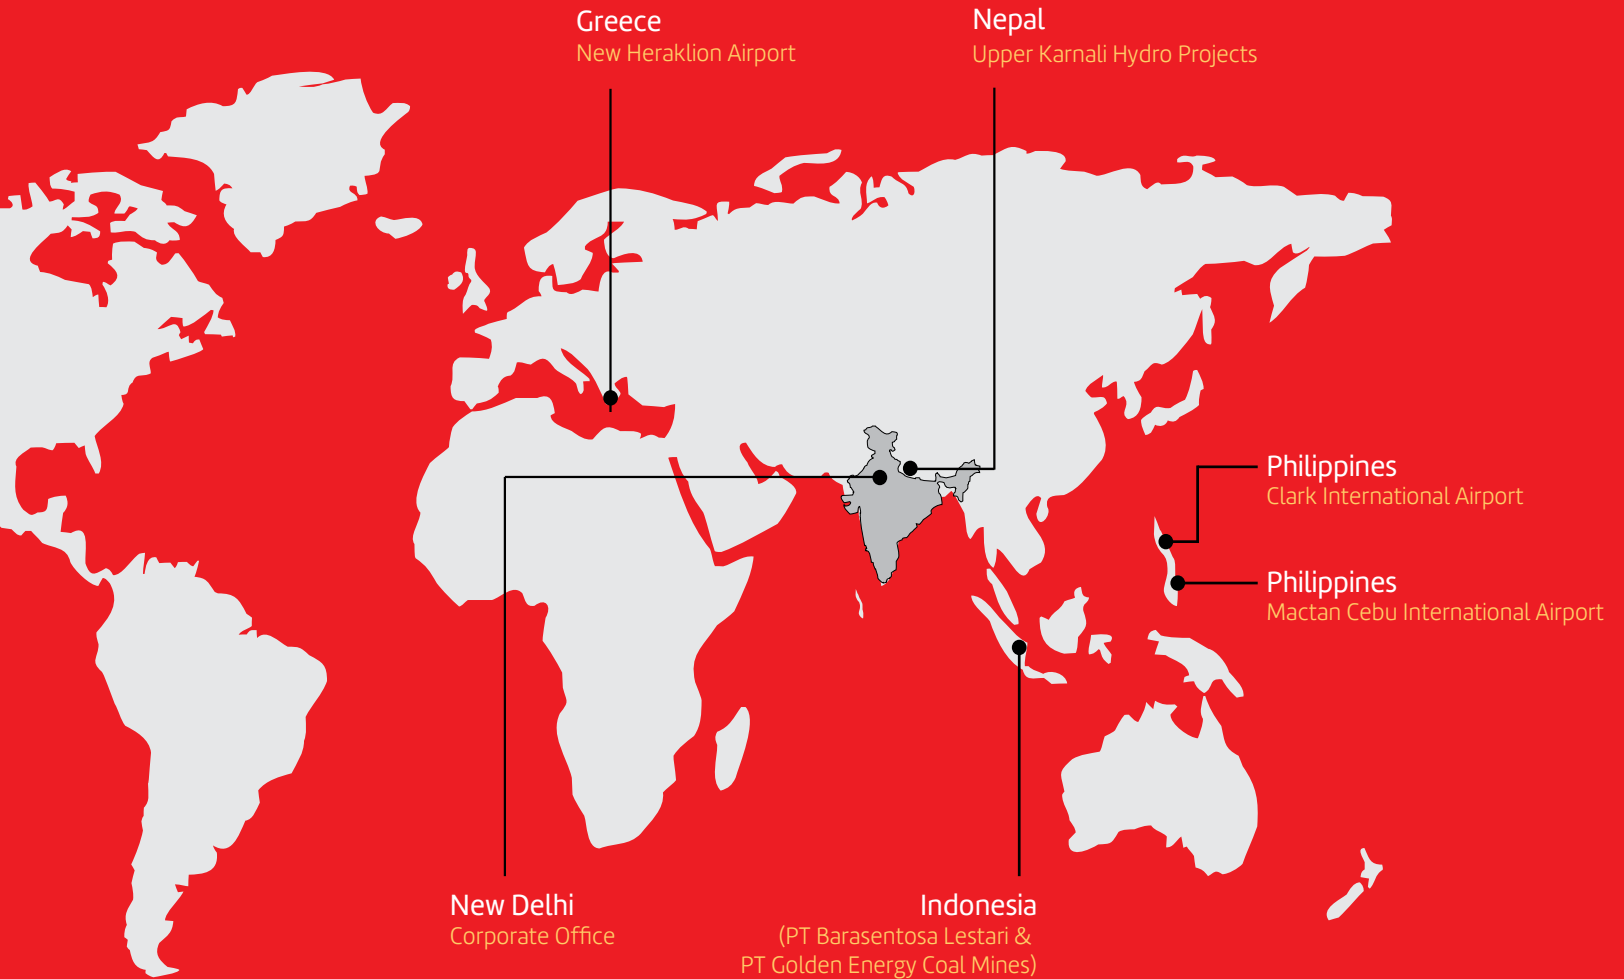 Greece
New Heraklion Airport
Nepal
Upper Karnali Hydro Projects
Philippines
Clark International Airport
Philippines
Mactan Cebu International Airport
New Delhi
Corporate Office
Indonesia
(PT Barasentosa Lestari &
PT Golden Energy Coal Mines)